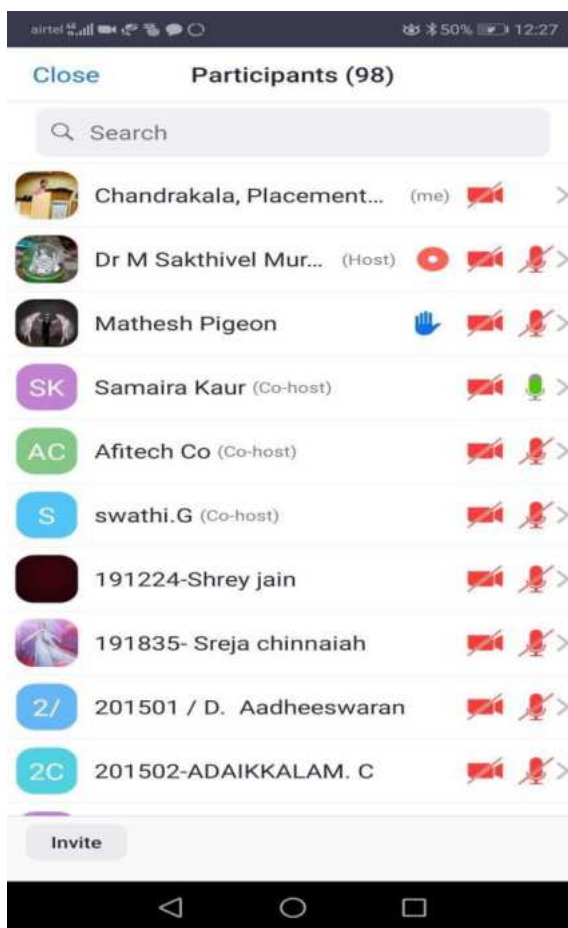 airtel 50% 12:27
Close Participants (98)
Search
Chandrakala, Placement... (me)
Dr M Sakthivel Mur... (Host)
Mathesh Pigeon
SK Samaira Kaur (Co-host)
AC Afitech Co (Co-host)
S swathi.G (Co-host)
191224-Shrey jain
191835- Sreja chinnaiah
2/ 201501 / D. Aadheeswaran
2C 201502-ADAIKKALAM. C
Invite